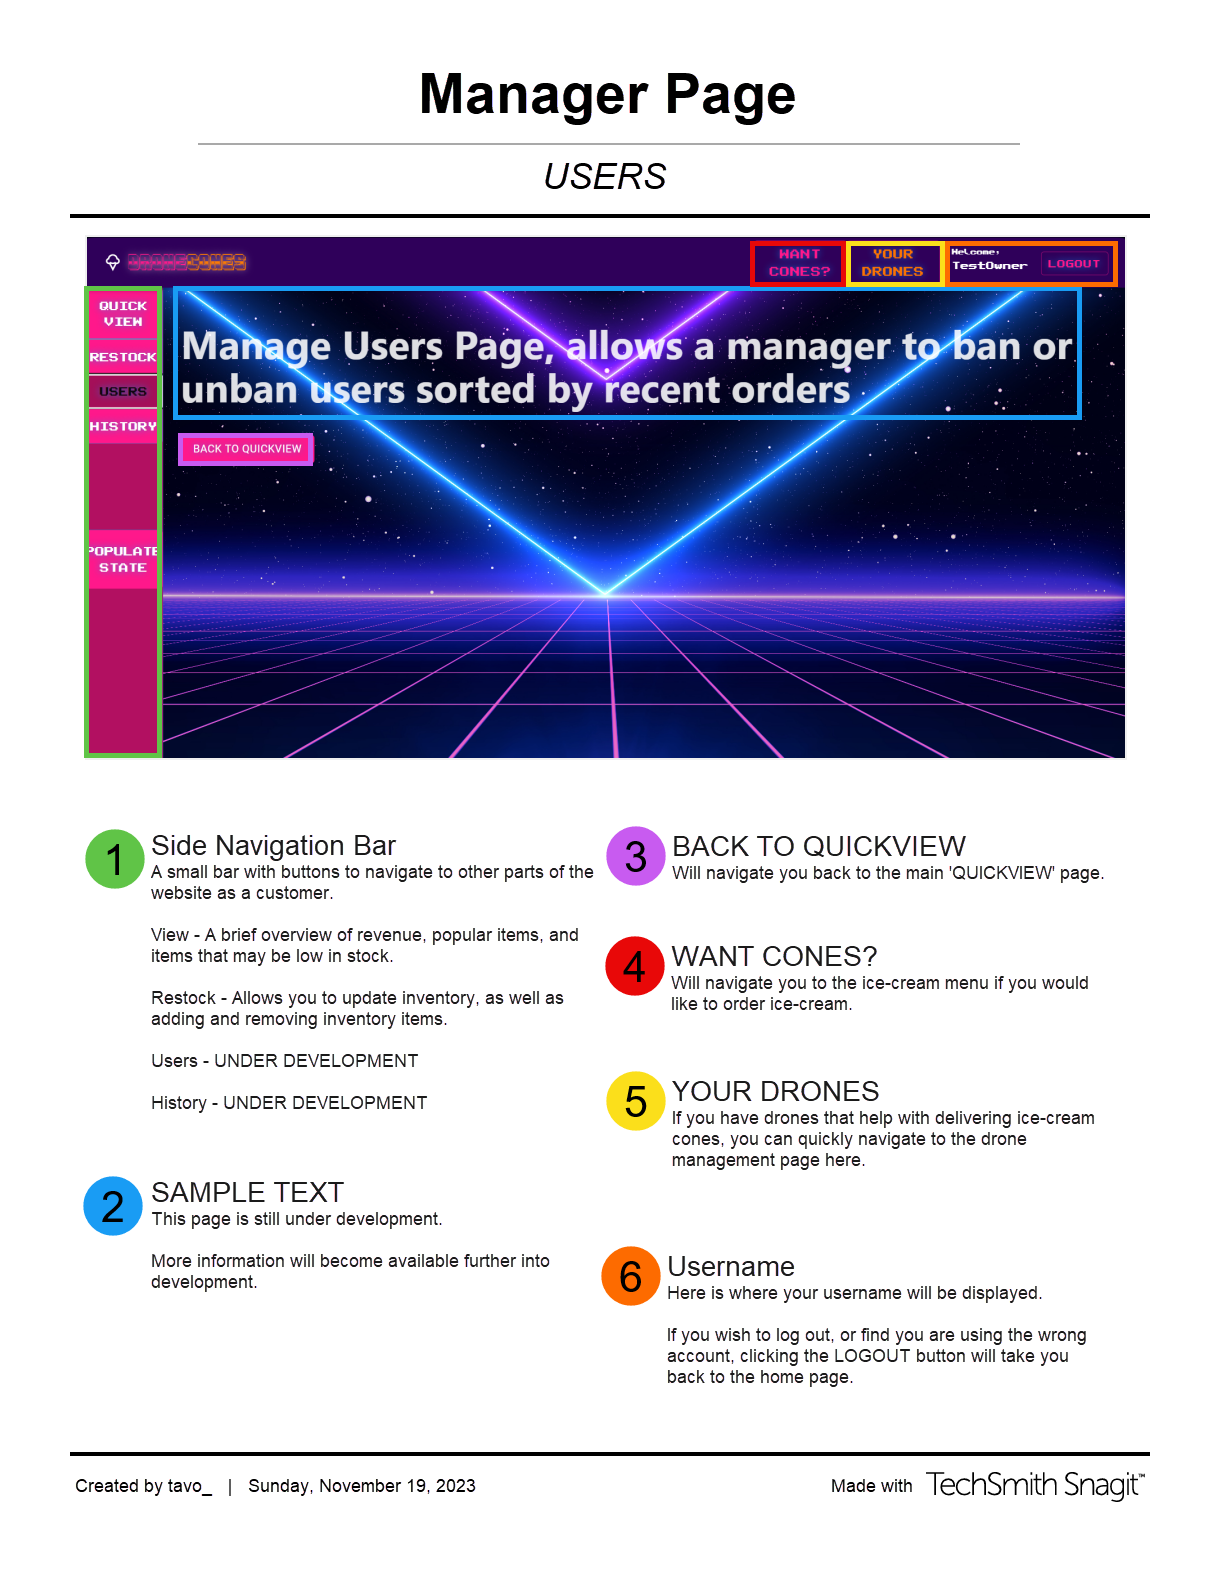 Manager Page
USERS
DRONECONES
WANT
CONES?
YOUR
DRONES
Welcome,
TestOwner
LOGOUT
QUICK
VIEW
RESTOCK
USERS
HISTORY
POPULATE
STATE
Manage Users Page, allows a manager to ban or
unban users sorted by recent orders
BACK TO QUICKVIEW
1
Side Navigation Bar
A small bar with buttons to navigate to other parts of the
website as a customer.
View - A brief overview of revenue, popular items, and
items that may be low in stock.
Restock - Allows you to update inventory, as well as
adding and removing inventory items.
Users - UNDER DEVELOPMENT
History - UNDER DEVELOPMENT
2
SAMPLE TEXT
This page is still under development.
More information will become available further into
development.
3
BACK TO QUICKVIEW
Will navigate you back to the main 'QUICKVIEW' page.
4
WANT CONES?
Will navigate you to the ice-cream menu if you would
like to order ice-cream.
5
YOUR DRONES
If you have drones that help with delivering ice-cream
cones, you can quickly navigate to the drone
management page here.
6
Username
Here is where your username will be displayed.
If you wish to log out, or find you are using the wrong
account, clicking the LOGOUT button will take you
back to the home page.
Created by tavo_ | Sunday, November 19, 2023
Made with TechSmith Snagit™